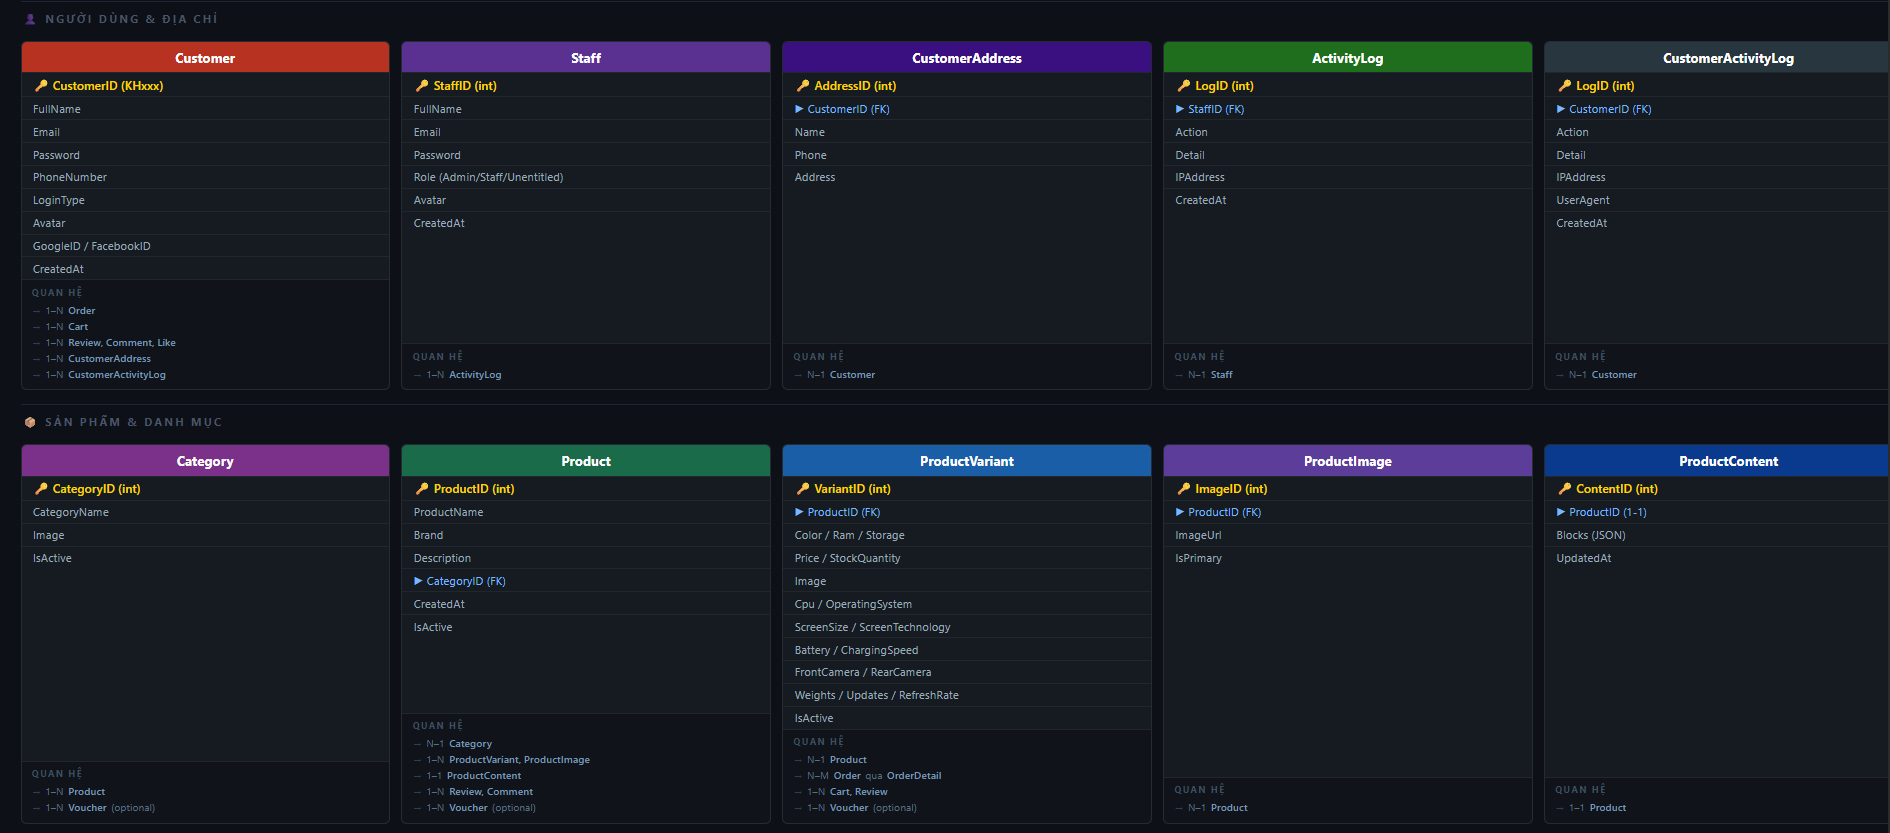 NGƯỜI DÙNG & ĐỊA CHỈ
Customer
CustomerID (KHxxx)
FullName
Email
Password
PhoneNumber
LoginType
Avatar
GoogleID / FacebookID
CreatedAt
QUAN HỆ
— 1–N Order
— 1–N Cart
— 1–N Review, Comment, Like
— 1–N CustomerAddress
— 1–N CustomerActivityLog
Staff
StaffID (int)
FullName
Email
Password
Role (Admin/Staff/Unentitled)
Avatar
CreatedAt
QUAN HỆ
— 1–N ActivityLog
CustomerAddress
AddressID (int)
▶ CustomerID (FK)
Name
Phone
Address
QUAN HỆ
— N–1 Customer
ActivityLog
LogID (int)
▶ StaffID (FK)
Action
Detail
IPAddress
CreatedAt
QUAN HỆ
— N–1 Staff
CustomerActivityLog
LogID (int)
▶ CustomerID (FK)
Action
Detail
IPAddress
UserAgent
CreatedAt
QUAN HỆ
— N–1 Customer
SẢN PHẨM & DANH MỤC
Category
CategoryID (int)
CategoryName
Image
IsActive
QUAN HỆ
— 1–N Product
— 1–N Voucher (optional)
Product
ProductID (int)
ProductName
Brand
Description
▶ CategoryID (FK)
CreatedAt
IsActive
QUAN HỆ
— N–1 Category
— 1–N ProductVariant, ProductImage
— 1–1 ProductContent
— 1–N Review, Comment
— 1–N Voucher (optional)
ProductVariant
VariantID (int)
▶ ProductID (FK)
Color / Ram / Storage
Price / StockQuantity
Image
Cpu / OperatingSystem
ScreenSize / ScreenTechnology
Battery / ChargingSpeed
FrontCamera / RearCamera
Weights / Updates / RefreshRate
IsActive
QUAN HỆ
— N–1 Product
— N–M Order qua OrderDetail
— 1–N Cart, Review
— 1–N Voucher (optional)
ProductImage
ImageID (int)
▶ ProductID (FK)
ImageUrl
IsPrimary
QUAN HỆ
— N–1 Product
ProductContent
ContentID (int)
▶ ProductID (1-1)
Blocks (JSON)
UpdatedAt
QUAN HỆ
— 1–1 Product